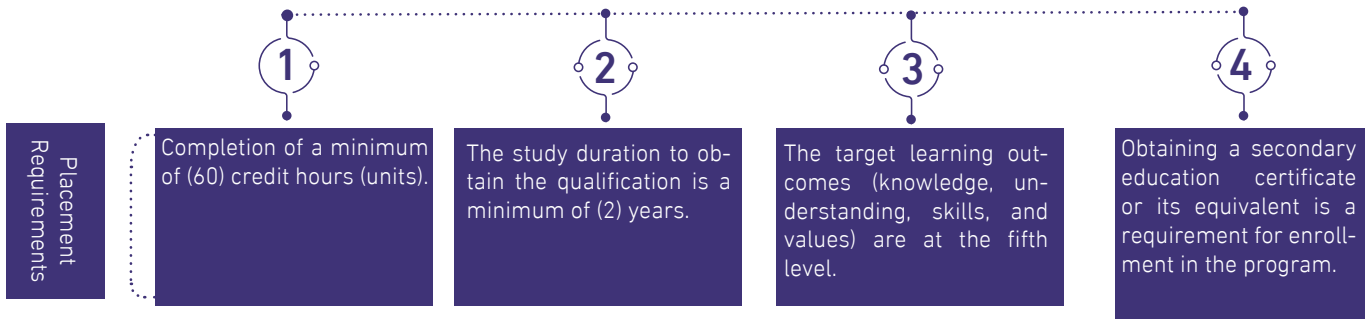 1
2
3
4
Placement
Requirements
Completion of a minimum
of (60) credit hours (units).
The study duration to ob-
tain the qualification is a
minimum of (2) years.
The target learning out-
comes (knowledge, un-
derstanding, skills, and
values) are at the fifth
level.
Obtaining a secondary
education certificate
or its equivalent is a
requirement for enroll-
ment in the program.